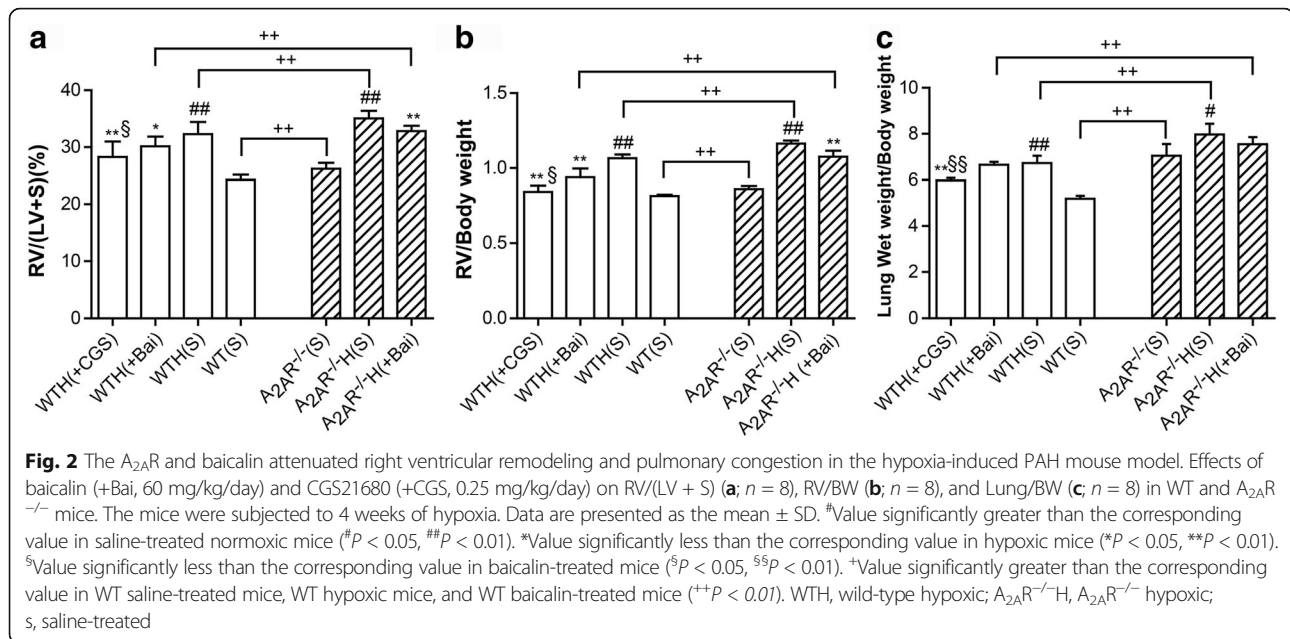 a
++
++
++
** §
*
##
##
**
RV/(LV+S)(%)
40
30
20
10
0
WTH(+CGS)
WTH(+Bai)
WTH(S)
WT(S)
A2AR-/-(S)
A2AR-/-H(S)
A2AR-/-H(+Bai)
b
++
++
++
** §
**
##
##
**
RV/Body weight
1.5
1.0
0.5
0.0
WTH(+CGS)
WTH(+Bai)
WTH(S)
WT(S)
A2AR-/-(S)
A2AR-/-H(S)
A2AR-/-H (+Bai)
c
++
++
++
**§§
##
#
Lung Wet weight/Body weight
10
8
6
4
2
0
WTH(+CGS)
WTH(+Bai)
WTH(S)
WT(S)
A2AR-/-(S)
A2AR-/-H(S)
A2AR-/-H(+Bai)
Fig. 2 The A2AR and baicalin attenuated right ventricular remodeling and pulmonary congestion in the hypoxia-induced PAH mouse model. Effects of
baicalin (+Bai, 60 mg/kg/day) and CGS21680 (+CGS, 0.25 mg/kg/day) on RV/(LV + S) (a; n = 8), RV/BW (b; n = 8), and Lung/BW (c; n = 8) in WT and A2AR
−/− mice. The mice were subjected to 4 weeks of hypoxia. Data are presented as the mean ± SD. #Value significantly greater than the corresponding
value in saline-treated normoxic mice (#P < 0.05, ##P < 0.01). *Value significantly less than the corresponding value in hypoxic mice (*P < 0.05, **P < 0.01).
§Value significantly less than the corresponding value in baicalin-treated mice (§P < 0.05, §§P < 0.01). +Value significantly greater than the corresponding
value in WT saline-treated mice, WT hypoxic mice, and WT baicalin-treated mice (++P < 0.01). WTH, wild-type hypoxic; A2AR−/−H, A2AR−/− hypoxic;
s, saline-treated